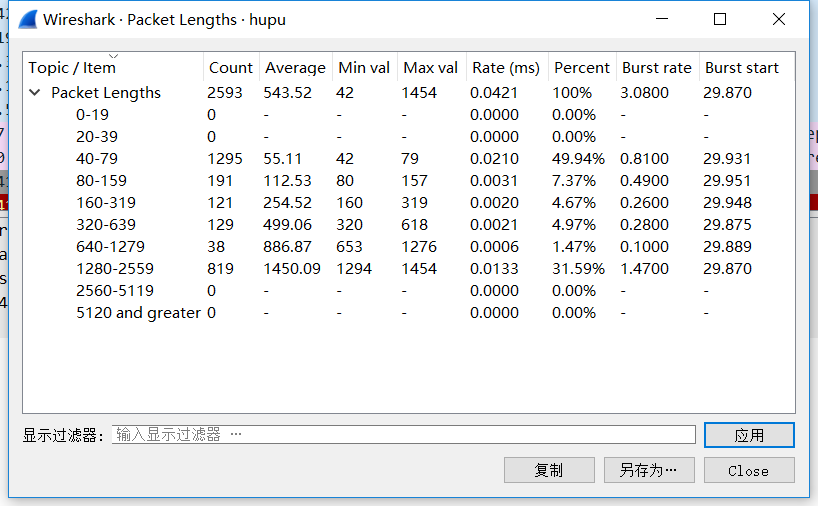 Wireshark · Packet Lengths · hupu
Topic / Item Count Average Min val Max val Rate (ms) Percent Burst rate Burst start
Packet Lengths 2593 543.52 42 1454 0.0421 100% 3.0800 29.870
0-19 0 - - - 0.0000 0.00% - -
20-39 0 - - - 0.0000 0.00% - -
40-79 1295 55.11 42 79 0.0210 49.94% 0.8100 29.931
80-159 191 112.53 80 157 0.0031 7.37% 0.4900 29.951
160-319 121 254.52 160 319 0.0020 4.67% 0.2600 29.948
320-639 129 499.06 320 618 0.0021 4.97% 0.2800 29.875
640-1279 38 886.87 653 1276 0.0006 1.47% 0.1000 29.889
1280-2559 819 1450.09 1294 1454 0.0133 31.59% 1.4700 29.870
2560-5119 0 - - - 0.0000 0.00% - -
5120 and greater 0 - - - 0.0000 0.00% - -
显示过滤器: 输入显示过滤器 … 应用
复制 另存为… Close